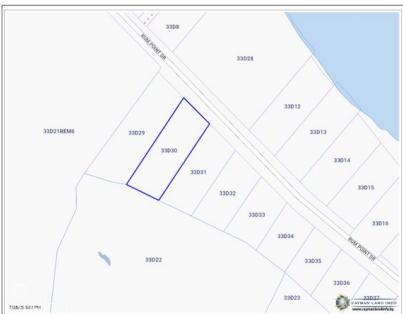 33D8
RUM POINT DR
33D28
33D12
33D21REM6
33D29
33D13
33D30
33D14
33D31
33D15
33D32
33D16
33D33
RUM POINT DR
33D34
33D22
33D35
33D36
33D23
33D37
CAYMAN LAND INFO
www.caymanlandinfo.ky